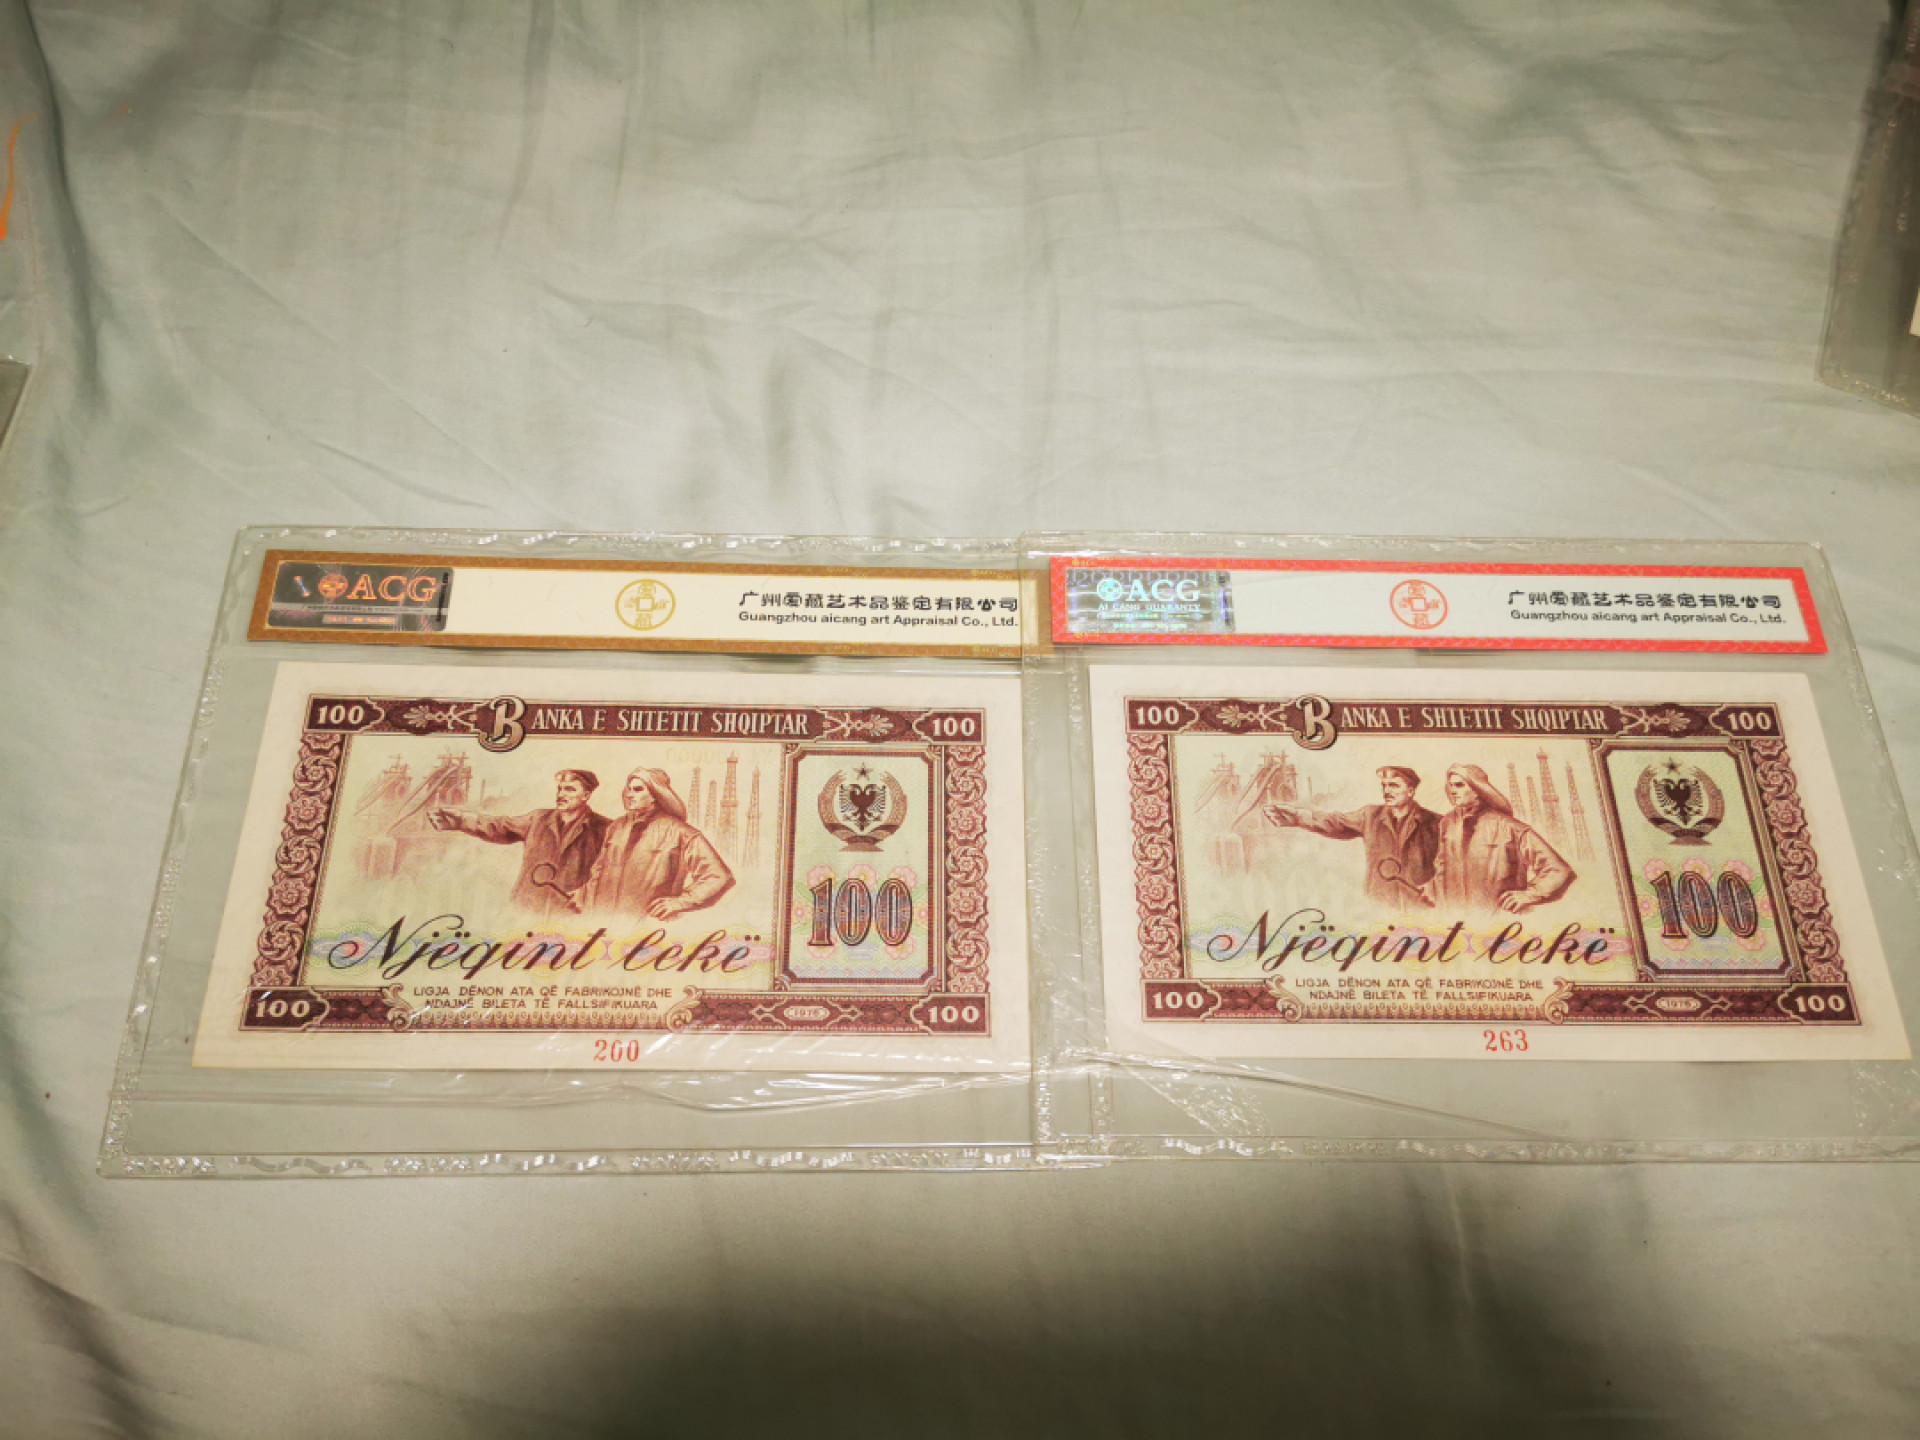 ACG
广州爱藏艺术品鉴定有限公司
Guangzhou aicang art Appraisal Co., Ltd.
100 BANKA E SHTETIT SHQIPTAR 100
100
Njëqint lekë
LIGJA DËNON ATA QË FABRIKOJNË DHE
NDAJNË BILETA TË FALLSIFIKUARA
100 1976 100
200
ACG
AI CANG GUARANTY
广州爱藏艺术品鉴定有限公司
Guangzhou aicang art Appraisal Co., Ltd.
100 BANKA E SHTETIT SHQIPTAR 100
100
Njëqint lekë
LIGJA DËNON ATA QË FABRIKOJNË DHE
NDAJNË BILETA TË FALLSIFIKUARA
100 1976 100
263